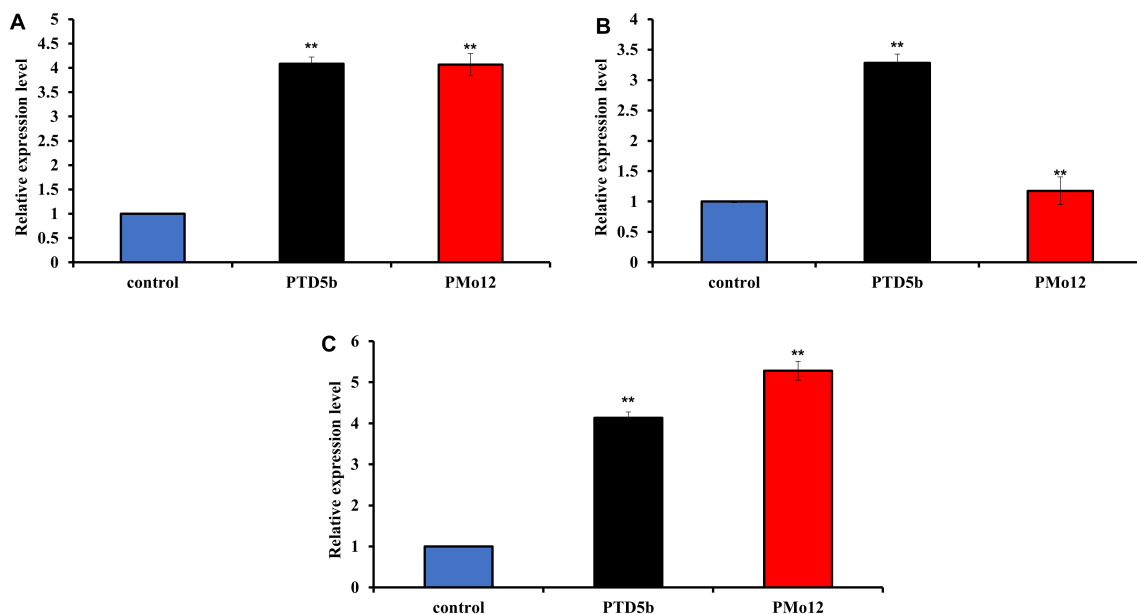 A
Relative expression level
5
4.5
4
3.5
3
2.5
2
1.5
1
0.5
0
**
**
control
PTD5b
PMo12
B
Relative expression level
4
3.5
3
2.5
2
1.5
1
0.5
0
**
**
control
PTD5b
PMo12
C
Relative expression level
6
5
4
3
2
1
0
**
**
control
PTD5b
PMo12